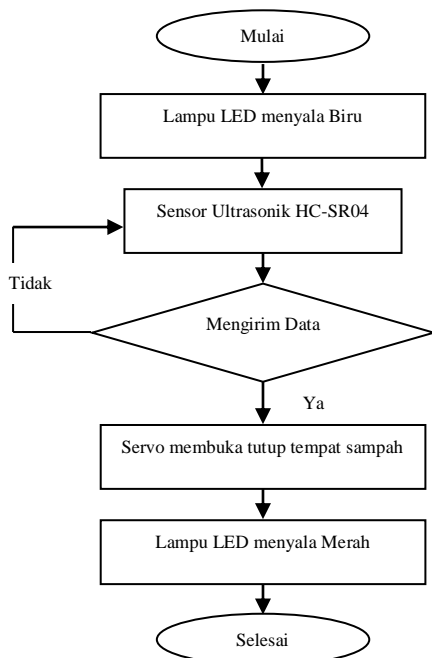 Mulai
Lampu LED menyala Biru
Sensor Ultrasonik HC-SR04
Tidak
Mengirim Data
Ya
Servo membuka tutup tempat sampah
Lampu LED menyala Merah
Selesai